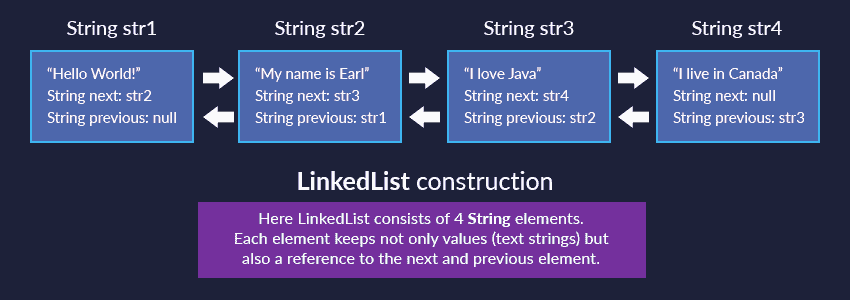 String str1
String str2
String str3
String str4
“Hello World!”
String next: str2
String previous: null
“My name is Earl”
String next: str3
String previous: str1
“I love Java”
String next: str4
String previous: str2
“I live in Canada”
String next: null
String previous: str3
LinkedList construction
Here LinkedList consists of 4 String elements.
Each element keeps not only values (text strings) but
also a reference to the next and previous element.